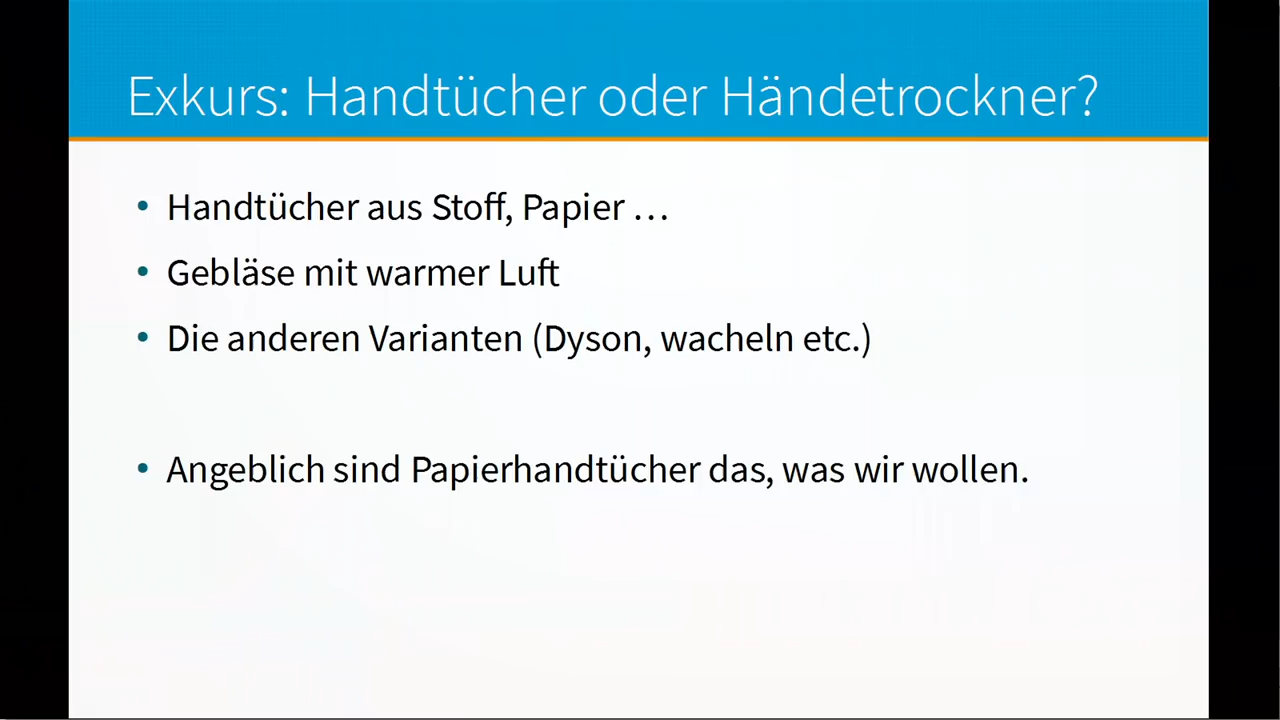 Exkurs: Handtücher oder Händetrockner?
• Handtücher aus Stoff, Papier …
• Gebläse mit warmer Luft
• Die anderen Varianten (Dyson, wacheln etc.)
• Angeblich sind Papierhandtücher das, was wir wollen.